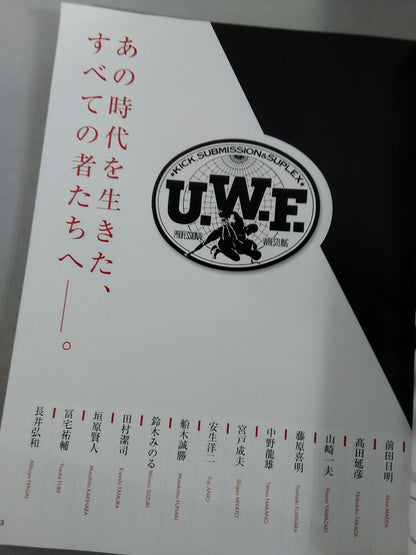 あの時代を生きた、
すべての者たちへ——。
★KICK, SUBMISSION & SUPLEX★
U.W.F.
PROFESSIONAL WRESTLING
前田日明
Akira MAEDA
髙田延彦
Nobuhiko TAKADA
山崎一夫
Kazuo YAMAZAKI
藤原喜明
Yoshiaki FUJIWARA
中野龍雄
Tatsuo NAKANO
宮戸成夫
Shigeo MIYATO
安生洋二
Yoji ANJO
船木誠勝
Masakatsu FUNAKI
鈴木みのる
Minoru SUZUKI
田村潔司
Kiyoshi TAMURA
垣原賢人
Masahito KAKIHARA
冨宅祐輔
Yusuke FUKE
長井弘和
Mitsuya NAGAI
3